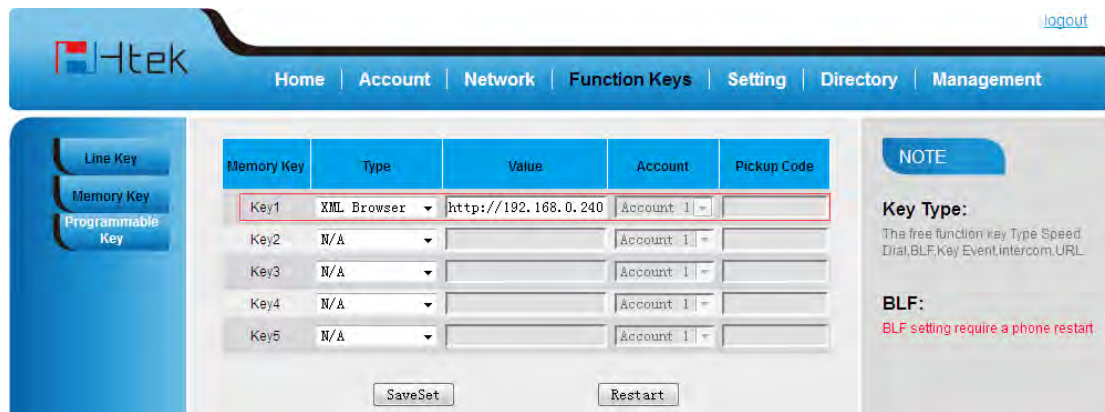 logout
Htek
Home | Account | Network | Function Keys | Setting | Directory | Management
Line Key
Memory Key
Programmable
Key
Memory Key Type Value Account Pickup Code
Key1 XML Browser http://192.168.0.240 Account 1
Key2 N/A Account 1
Key3 N/A Account 1
Key4 N/A Account 1
Key5 N/A Account 1
SaveSet Restart
NOTE
Key Type:
The free function key Type Speed
Dial,BLF,Key Event,intercom,URL.
BLF:
BLF setting require a phone restart